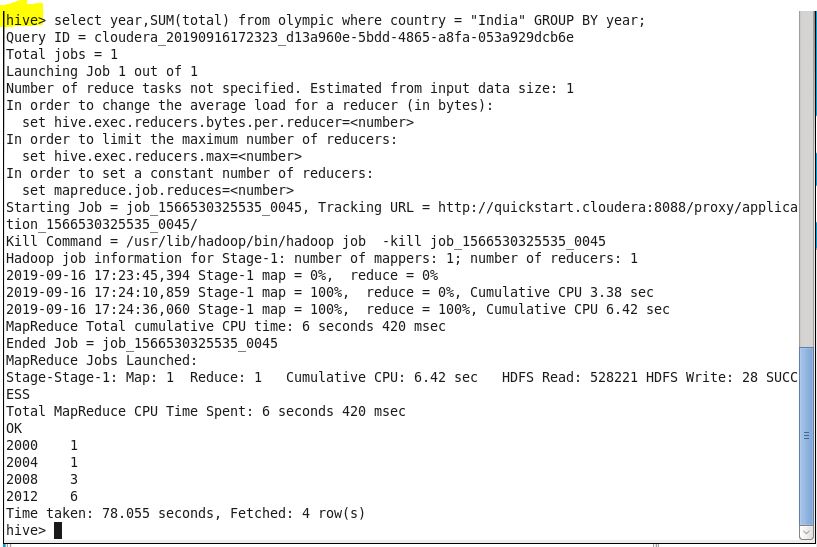 hive> select year,SUM(total) from olympic where country = "India" GROUP BY year;
Query ID = cloudera_20190916172323_d13a960e-5bdd-4865-a8fa-053a929dcb6e
Total jobs = 1
Launching Job 1 out of 1
Number of reduce tasks not specified. Estimated from input data size: 1
In order to change the average load for a reducer (in bytes):
  set hive.exec.reducers.bytes.per.reducer=<number>
In order to limit the maximum number of reducers:
  set hive.exec.reducers.max=<number>
In order to set a constant number of reducers:
  set mapreduce.job.reduces=<number>
Starting Job = job_1566530325535_0045, Tracking URL = http://quickstart.cloudera:8088/proxy/applica
tion_1566530325535_0045/
Kill Command = /usr/lib/hadoop/bin/hadoop job  -kill job_1566530325535_0045
Hadoop job information for Stage-1: number of mappers: 1; number of reducers: 1
2019-09-16 17:23:45,394 Stage-1 map = 0%,  reduce = 0%
2019-09-16 17:24:10,859 Stage-1 map = 100%,  reduce = 0%, Cumulative CPU 3.38 sec
2019-09-16 17:24:36,060 Stage-1 map = 100%,  reduce = 100%, Cumulative CPU 6.42 sec
MapReduce Total cumulative CPU time: 6 seconds 420 msec
Ended Job = job_1566530325535_0045
MapReduce Jobs Launched:
Stage-Stage-1: Map: 1  Reduce: 1   Cumulative CPU: 6.42 sec   HDFS Read: 528221 HDFS Write: 28 SUCC
ESS
Total MapReduce CPU Time Spent: 6 seconds 420 msec
OK
2000	1
2004	1
2008	3
2012	6
Time taken: 78.055 seconds, Fetched: 4 row(s)
hive>